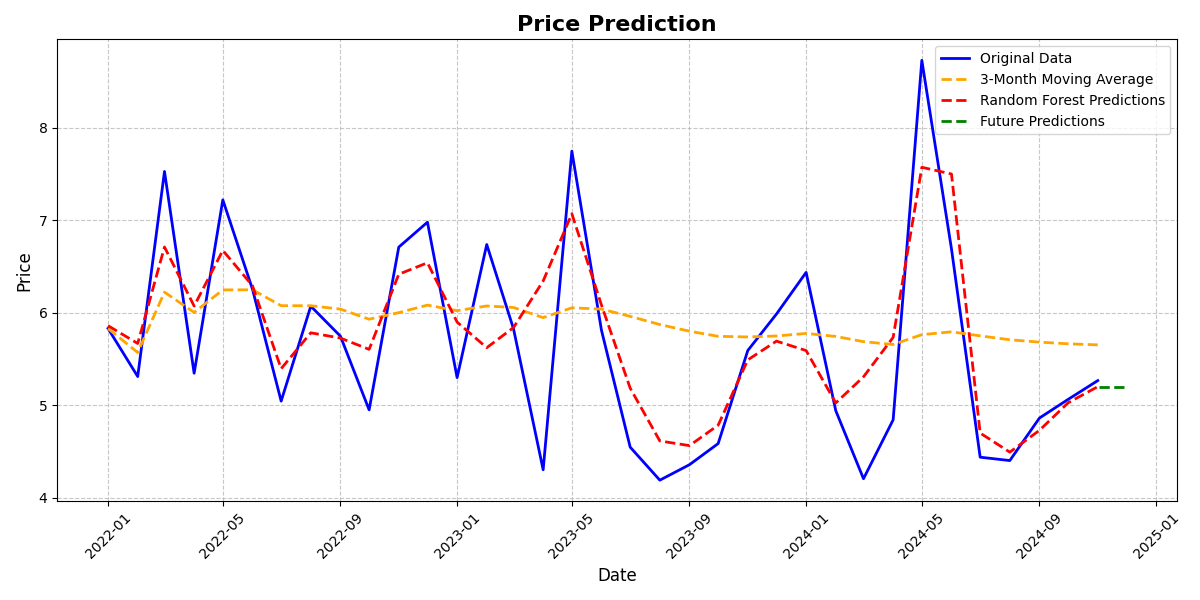 Price Prediction
Original Data
3-Month Moving Average
Random Forest Predictions
Future Predictions
8
7
6
5
4
Price
2022-01
2022-05
2022-09
2023-01
2023-05
2023-09
2024-01
2024-05
2024-09
2025-01
Date